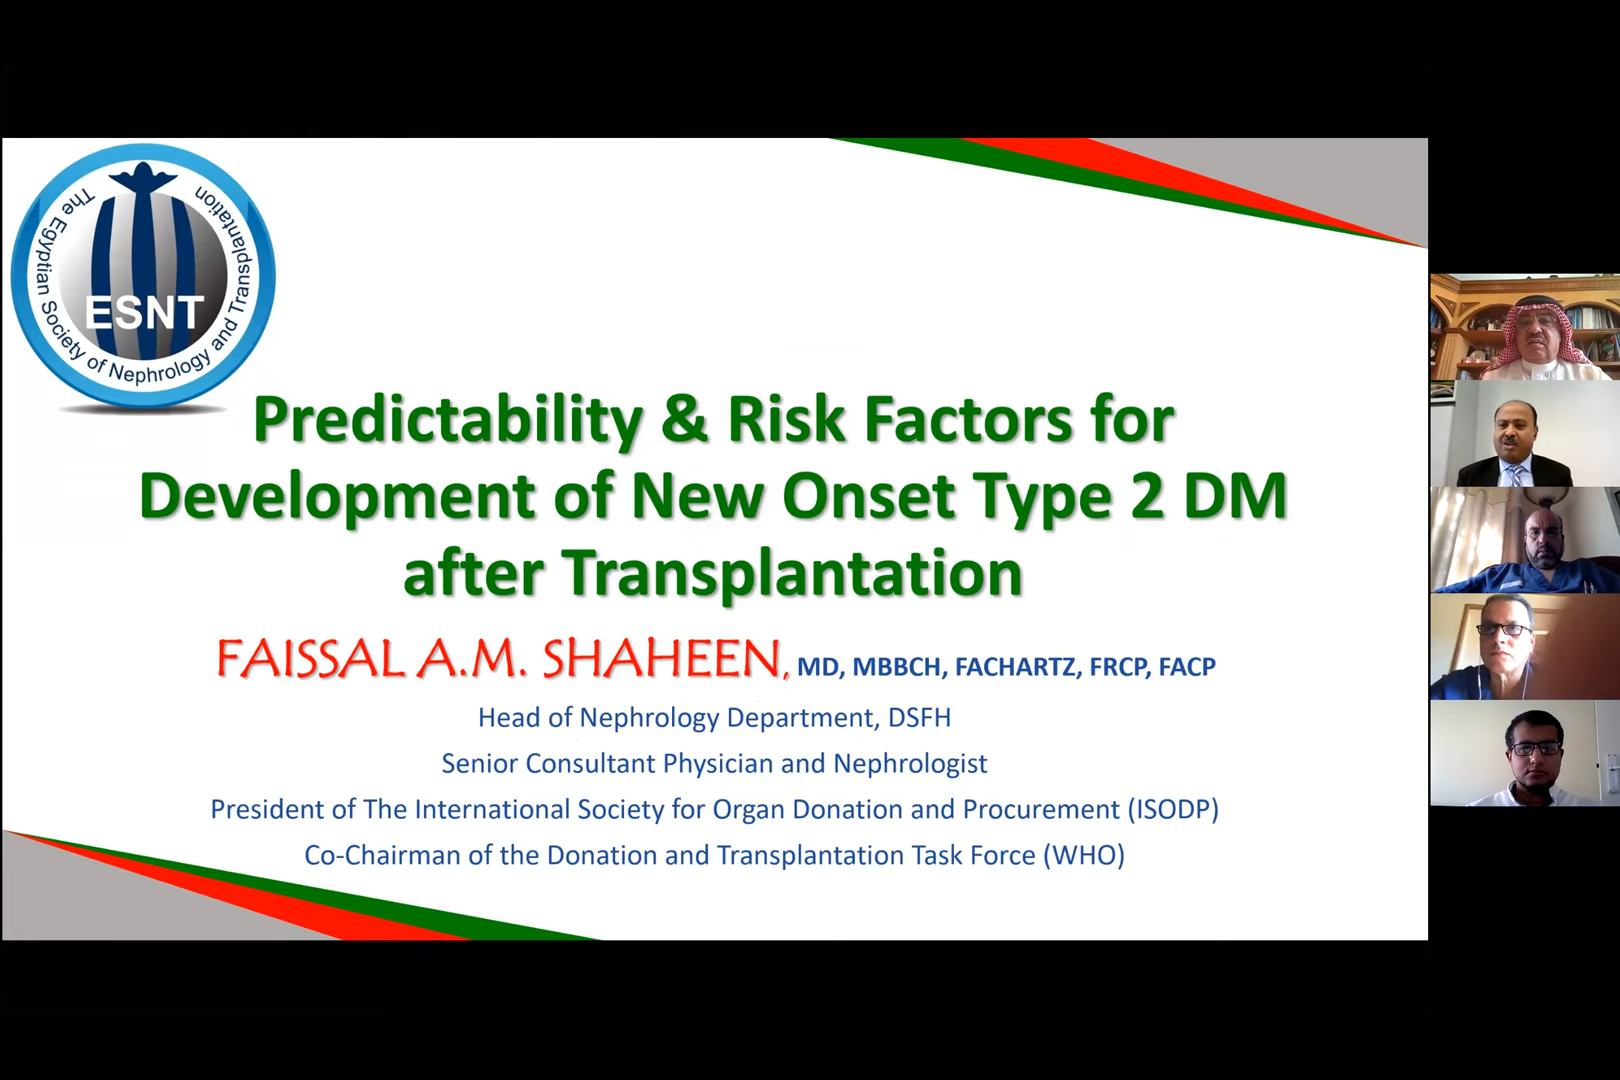 The Egyptian Society of Nephrology and Transplantation
ESNT
Predictability & Risk Factors for
Development of New Onset Type 2 DM
after Transplantation
FAISSAL A.M. SHAHEEN, MD, MBBCH, FACHARTZ, FRCP, FACP
Head of Nephrology Department, DSFH
Senior Consultant Physician and Nephrologist
President of The International Society for Organ Donation and Procurement (ISODP)
Co-Chairman of the Donation and Transplantation Task Force (WHO)